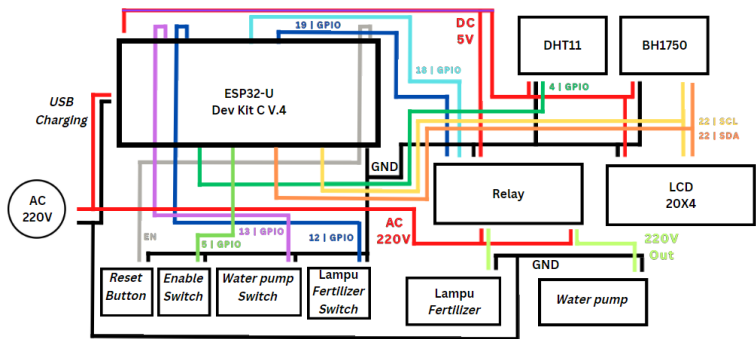 19 | GPIO
DC
5V
DHT11
BH1750
18 | GPIO
4 | GPIO
ESP32-U
Dev Kit C V.4
USB
Charging
22 | SCL
22 | SDA
GND
AC
220V
Relay
LCD
20X4
EN
5 | GPIO
13 | GPIO
12 | GPIO
AC
220V
220V
Out
GND
Reset
Button
Enable
Switch
Water pump
Switch
Lampu
Fertilizer
Switch
Lampu
Fertilizer
Water pump